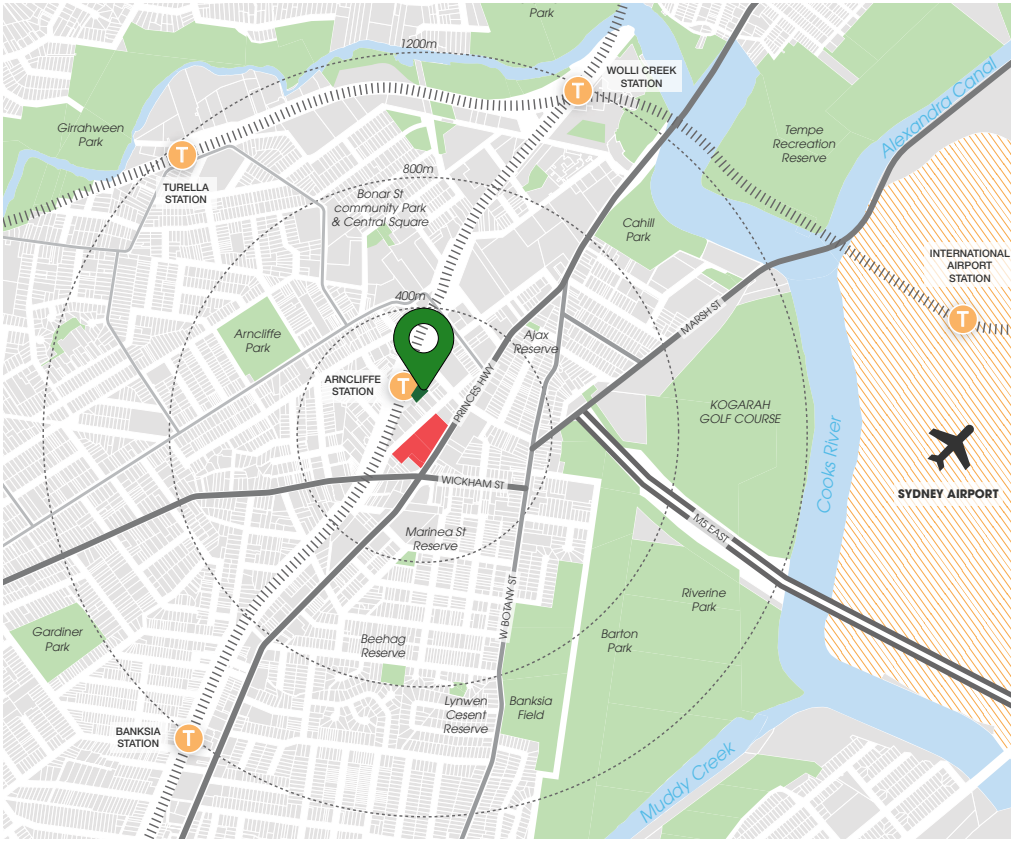 Park
1200m
WOLLI CREEK
STATION
T
Alexandra Canal
Girrahween
Park
Tempe
Recreation
Reserve
T
TURELLA
STATION
800m
Bonar St
community Park
& Central Square
Cahill
Park
INTERNATIONAL
AIRPORT
STATION
T
400m
MARSH ST
Arncliffe
Park
Ajax
Reserve
ARNCLIFFE
STATION
T
PRINCES HWY
KOGARAH
GOLF COURSE
Cooks River
SYDNEY AIRPORT
WICKHAM ST
M5 EAST
Marinea St
Reserve
W BOTANY ST
Riverine
Park
Gardiner
Park
Beehag
Reserve
Barton
Park
Lynwen
Cesent
Reserve
Banksia
Field
BANKSIA
STATION
T
Muddy Creek